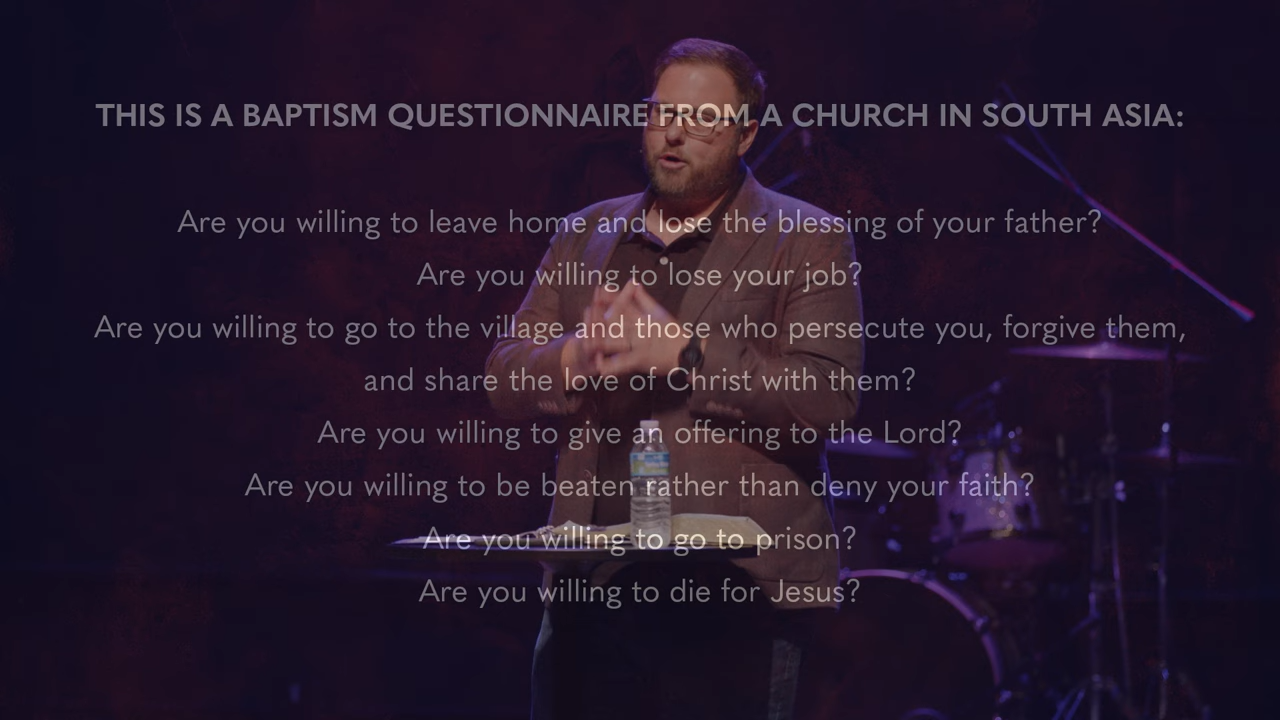 THIS IS A BAPTISM QUESTIONNAIRE FROM A CHURCH IN SOUTH ASIA:
Are you willing to leave home and lose the blessing of your father?
Are you willing to lose your job?
Are you willing to go to the village and those who persecute you, forgive them,
and share the love of Christ with them?
Are you willing to give an offering to the Lord?
Are you willing to be beaten rather than deny your faith?
Are you willing to go to prison?
Are you willing to die for Jesus?